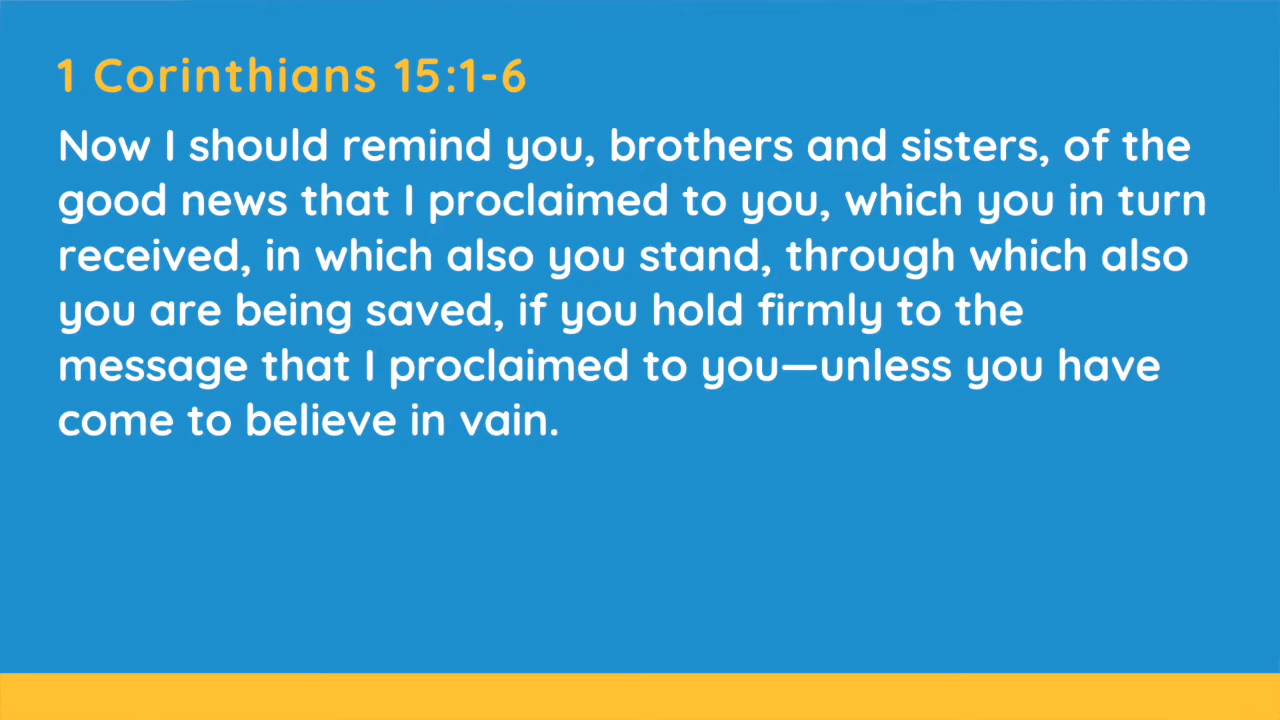 1 Corinthians 15:1-6
Now I should remind you, brothers and sisters, of the
good news that I proclaimed to you, which you in turn
received, in which also you stand, through which also
you are being saved, if you hold firmly to the
message that I proclaimed to you—unless you have
come to believe in vain.